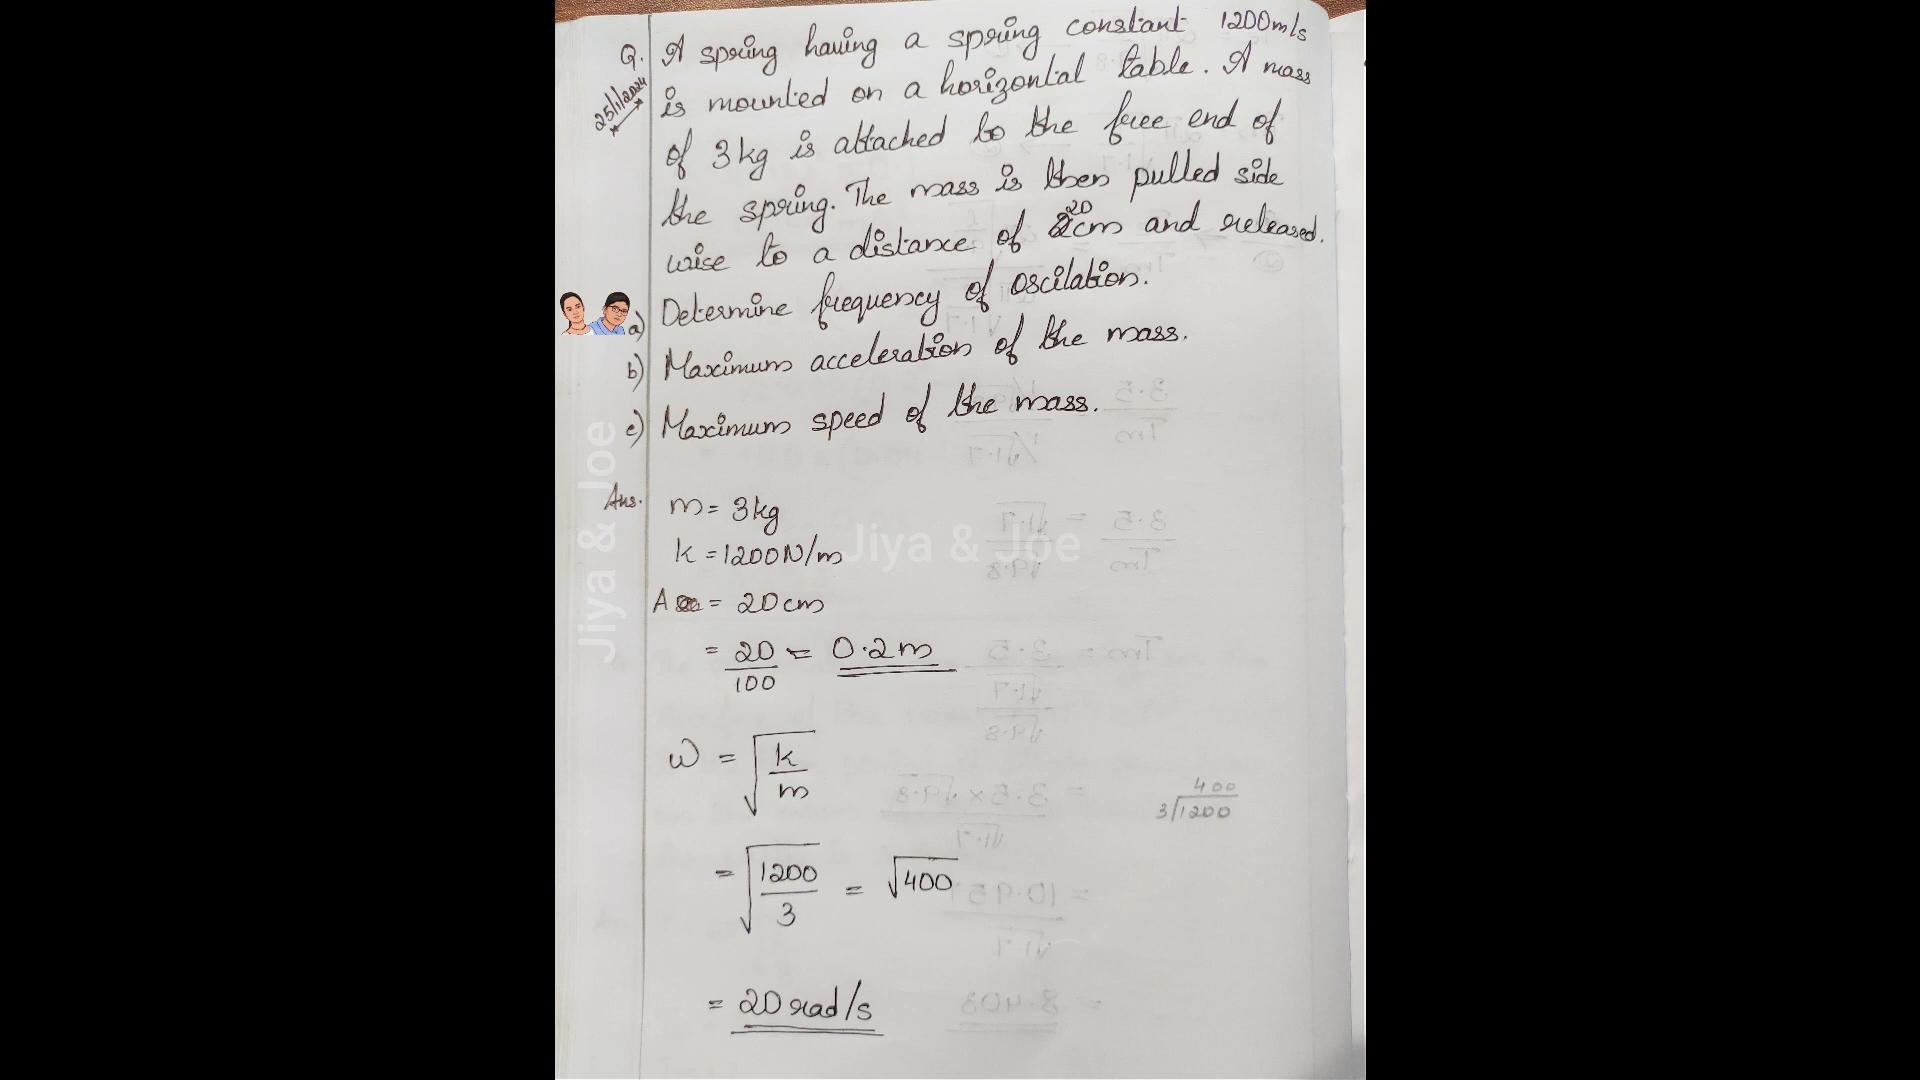 Q. A spring having a spring constant 1200m/s
25/1/2024
is mounted on a horizontal table. A mass
of 3kg is attached to the free end of
the spring. The mass is then pulled side
wise to a distance of 20cm and released.
a) Determine frequency of oscilation.
b) Maximum acceleration of the mass.
c) Maximum speed of the mass.
Ans. m = 3kg
k = 1200N/m
A = 20cm
= 20/100 = 0.2m
ω = √(k/m)
400
3√1200
= √(1200/3) = √400
= 20rad/s
Jiya & Joe
Jiya & Joe